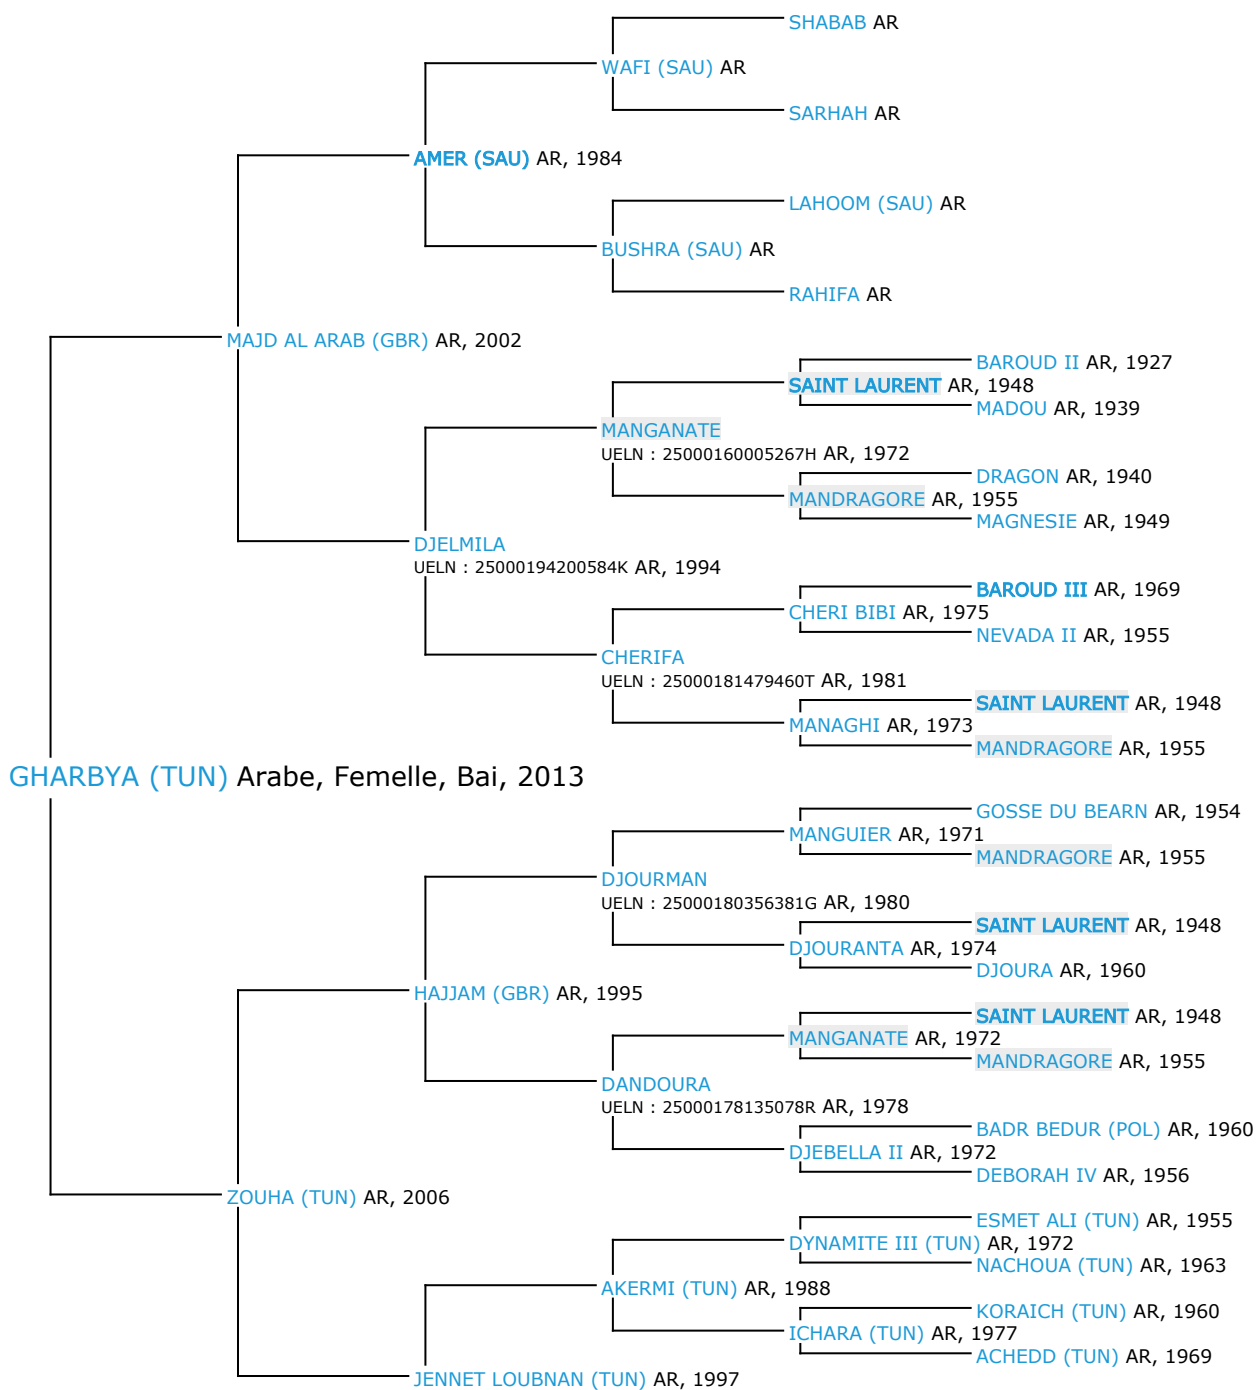 SHABAB AR
WAFI (SAU) AR
SARHAH AR
AMER (SAU) AR, 1984
LAHOOM (SAU) AR
BUSHRA (SAU) AR
RAHIFA AR
MAJD AL ARAB (GBR) AR, 2002
BAROUD II AR, 1927
SAINT LAURENT AR, 1948
MADOU AR, 1939
MANGANATE
UELN : 25000160005267H AR, 1972
DRAGON AR, 1940
MANDRAGORE AR, 1955
MAGNESIE AR, 1949
DJELMILA
UELN : 25000194200584K AR, 1994
BAROUD III AR, 1969
CHERI BIBI AR, 1975
NEVADA II AR, 1955
CHERIFA
UELN : 25000181479460T AR, 1981
SAINT LAURENT AR, 1948
MANAGHI AR, 1973
MANDRAGORE AR, 1955
GHARBYA (TUN) Arabe, Femelle, Bai, 2013
GOSSE DU BEARN AR, 1954
MANGUIER AR, 1971
MANDRAGORE AR, 1955
DJOURMAN
UELN : 25000180356381G AR, 1980
SAINT LAURENT AR, 1948
DJOURANTA AR, 1974
DJOURA AR, 1960
HAJJAM (GBR) AR, 1995
SAINT LAURENT AR, 1948
MANGANATE AR, 1972
MANDRAGORE AR, 1955
DANDOURA
UELN : 25000178135078R AR, 1978
BADR BEDUR (POL) AR, 1960
DJEBELLA II AR, 1972
DEBORAH IV AR, 1956
ZOUHA (TUN) AR, 2006
ESMET ALI (TUN) AR, 1955
DYNAMITE III (TUN) AR, 1972
NACHOUA (TUN) AR, 1963
AKERMI (TUN) AR, 1988
KORAICH (TUN) AR, 1960
ICHARA (TUN) AR, 1977
ACHEDD (TUN) AR, 1969
JENNET LOUBNAN (TUN) AR, 1997